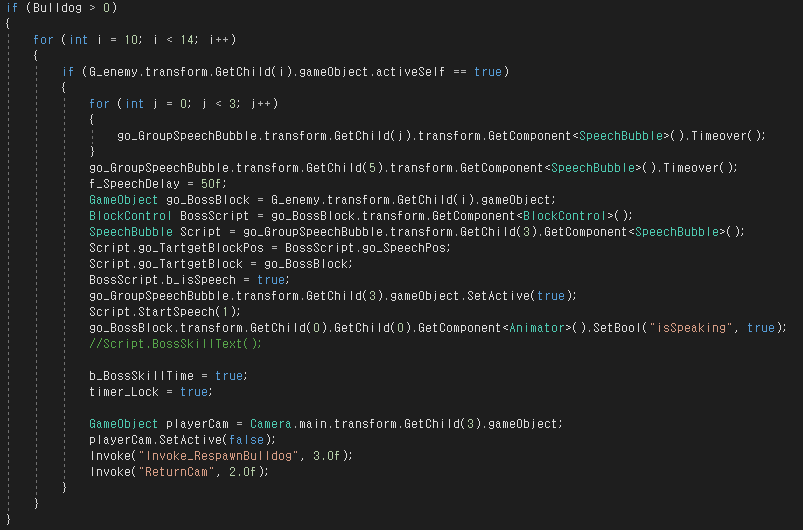 if (Bulldog > 0)
{
for (int i = 10; i < 14; i++)
{
if (G_enemy.transform.GetChild(i).gameObject.activeSelf == true)
{
for (int j = 0; j < 3; j++)
{
go_GroupSpeechBubble.transform.GetChild(j).transform.GetComponent<SpeechBubble>().Timeover();
}
go_GroupSpeechBubble.transform.GetChild(5).transform.GetComponent<SpeechBubble>().Timeover();
f_SpeechDelay = 50f;
GameObject go_BossBlock = G_enemy.transform.GetChild(i).gameObject;
BlockControl BossScript = go_BossBlock.transform.GetComponent<BlockControl>();
SpeechBubble Script = go_GroupSpeechBubble.transform.GetChild(3).GetComponent<SpeechBubble>();
Script.go_TartgetBlockPos = BossScript.go_SpeechPos;
Script.go_TartgetBlock = go_BossBlock;
BossScript.b_isSpeech = true;
go_GroupSpeechBubble.transform.GetChild(3).gameObject.SetActive(true);
Script.StartSpeech(1);
go_BossBlock.transform.GetChild(0).GetChild(0).GetComponent<Animator>().SetBool("isSpeaking", true);
//Script.BossSkillText();
b_BossSkillTime = true;
timer_Lock = true;
GameObject playerCam = Camera.main.transform.GetChild(3).gameObject;
playerCam.SetActive(false);
Invoke("Invoke_RespawnBulldog", 3.0f);
Invoke("ReturnCam", 2.0f);
}
}
}